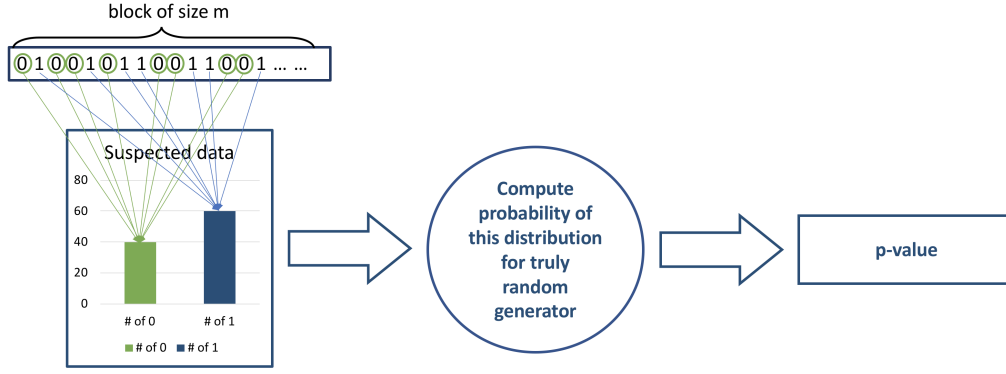 block of size m
0 1 0 0 1 0 1 1 0 0 1 1 0 0 1 ... ...
Suspected data
80
60
40
20
0
# of 0 # of 1
# of 0 # of 1
Compute
probability of
this distribution
for truly
random
generator
p-value